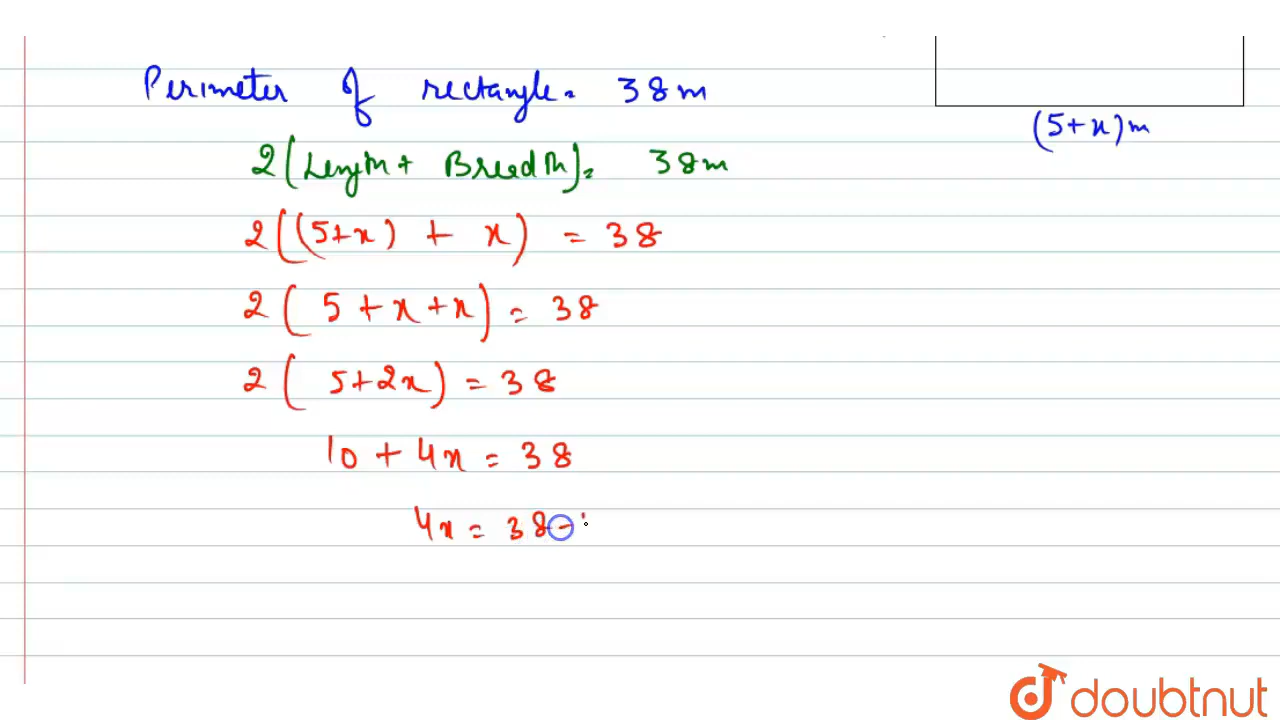 Perimeter of rectangle = 38m
(5+x)m
2(Length + Breadth) = 38m
2((5+x) + x) = 38
2( 5 + x + x) = 38
2( 5+2x) = 38
10 + 4x = 38
4x = 38-
doubtnut